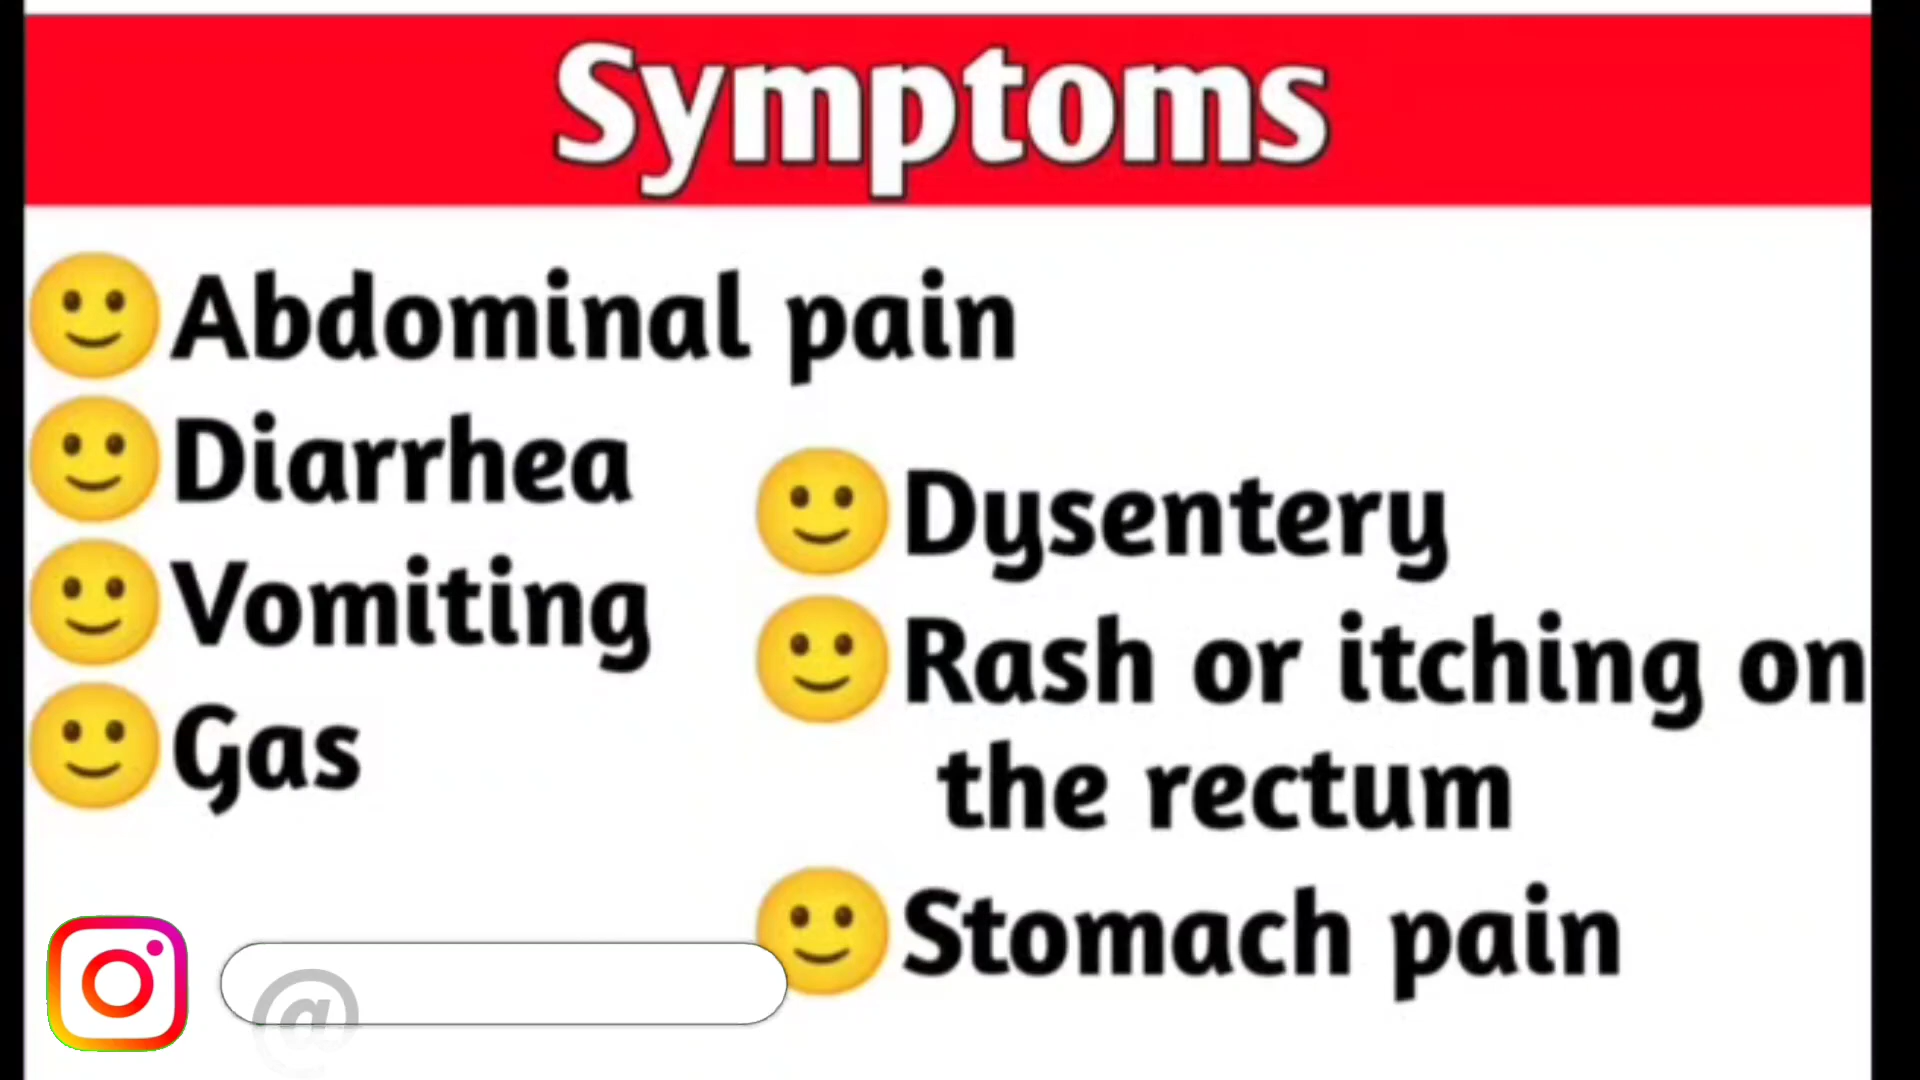 Symptoms
Abdominal pain
Diarrhea
Vomiting
Gas
Dysentery
Rash or itching on
the rectum
Stomach pain
@